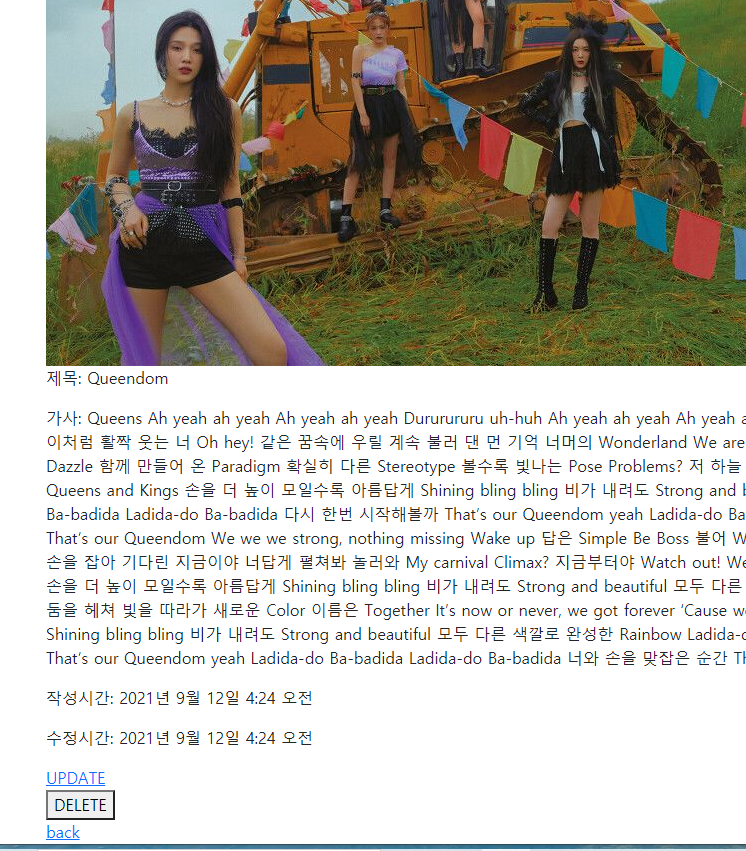 제목: Queendom
가사: Queens Ah yeah ah yeah Ah yeah ah yeah Dururururu uh-huh Ah yeah ah yeah Ah yeah
이처럼 활짝 웃는 너 Oh hey! 같은 꿈속에 우릴 계속 불러 댄 먼 기억 너머의 Wonderland We are
Dazzle 함께 만들어 온 Paradigm 확실히 다른 Stereotype 볼수록 빛나는 Pose Problems? 저 하늘
Queens and Kings 손을 더 높이 모일수록 아름답게 Shining bling bling 비가 내려도 Strong and
Ba-badida Ladida-do Ba-badida 다시 한번 시작해볼까 That's our Queendom yeah Ladida-do
That's our Queendom We we we strong, nothing missing Wake up 답은 Simple Be Boss 불어
손을 잡아 기다린 지금이야 너답게 펼쳐봐 놀러와 My carnival Climax? 지금부터야 Watch out!
손을 더 높이 모일수록 아름답게 Shining bling bling 비가 내려도 Strong and beautiful 모두 다른
둠을 헤쳐 빛을 따라가 새로운 Color 이름은 Together It's now or never, we got forever 'Cause
Shining bling bling 비가 내려도 Strong and beautiful 모두 다른 색깔로 완성한 Rainbow
That's our Queendom yeah Ladida-do Ba-badida Ladida-do Ba-badida 너와 손을 맞잡은 순간
작성시간: 2021년 9월 12일 4:24 오전
수정시간: 2021년 9월 12일 4:24 오전
UPDATE
DELETE
back